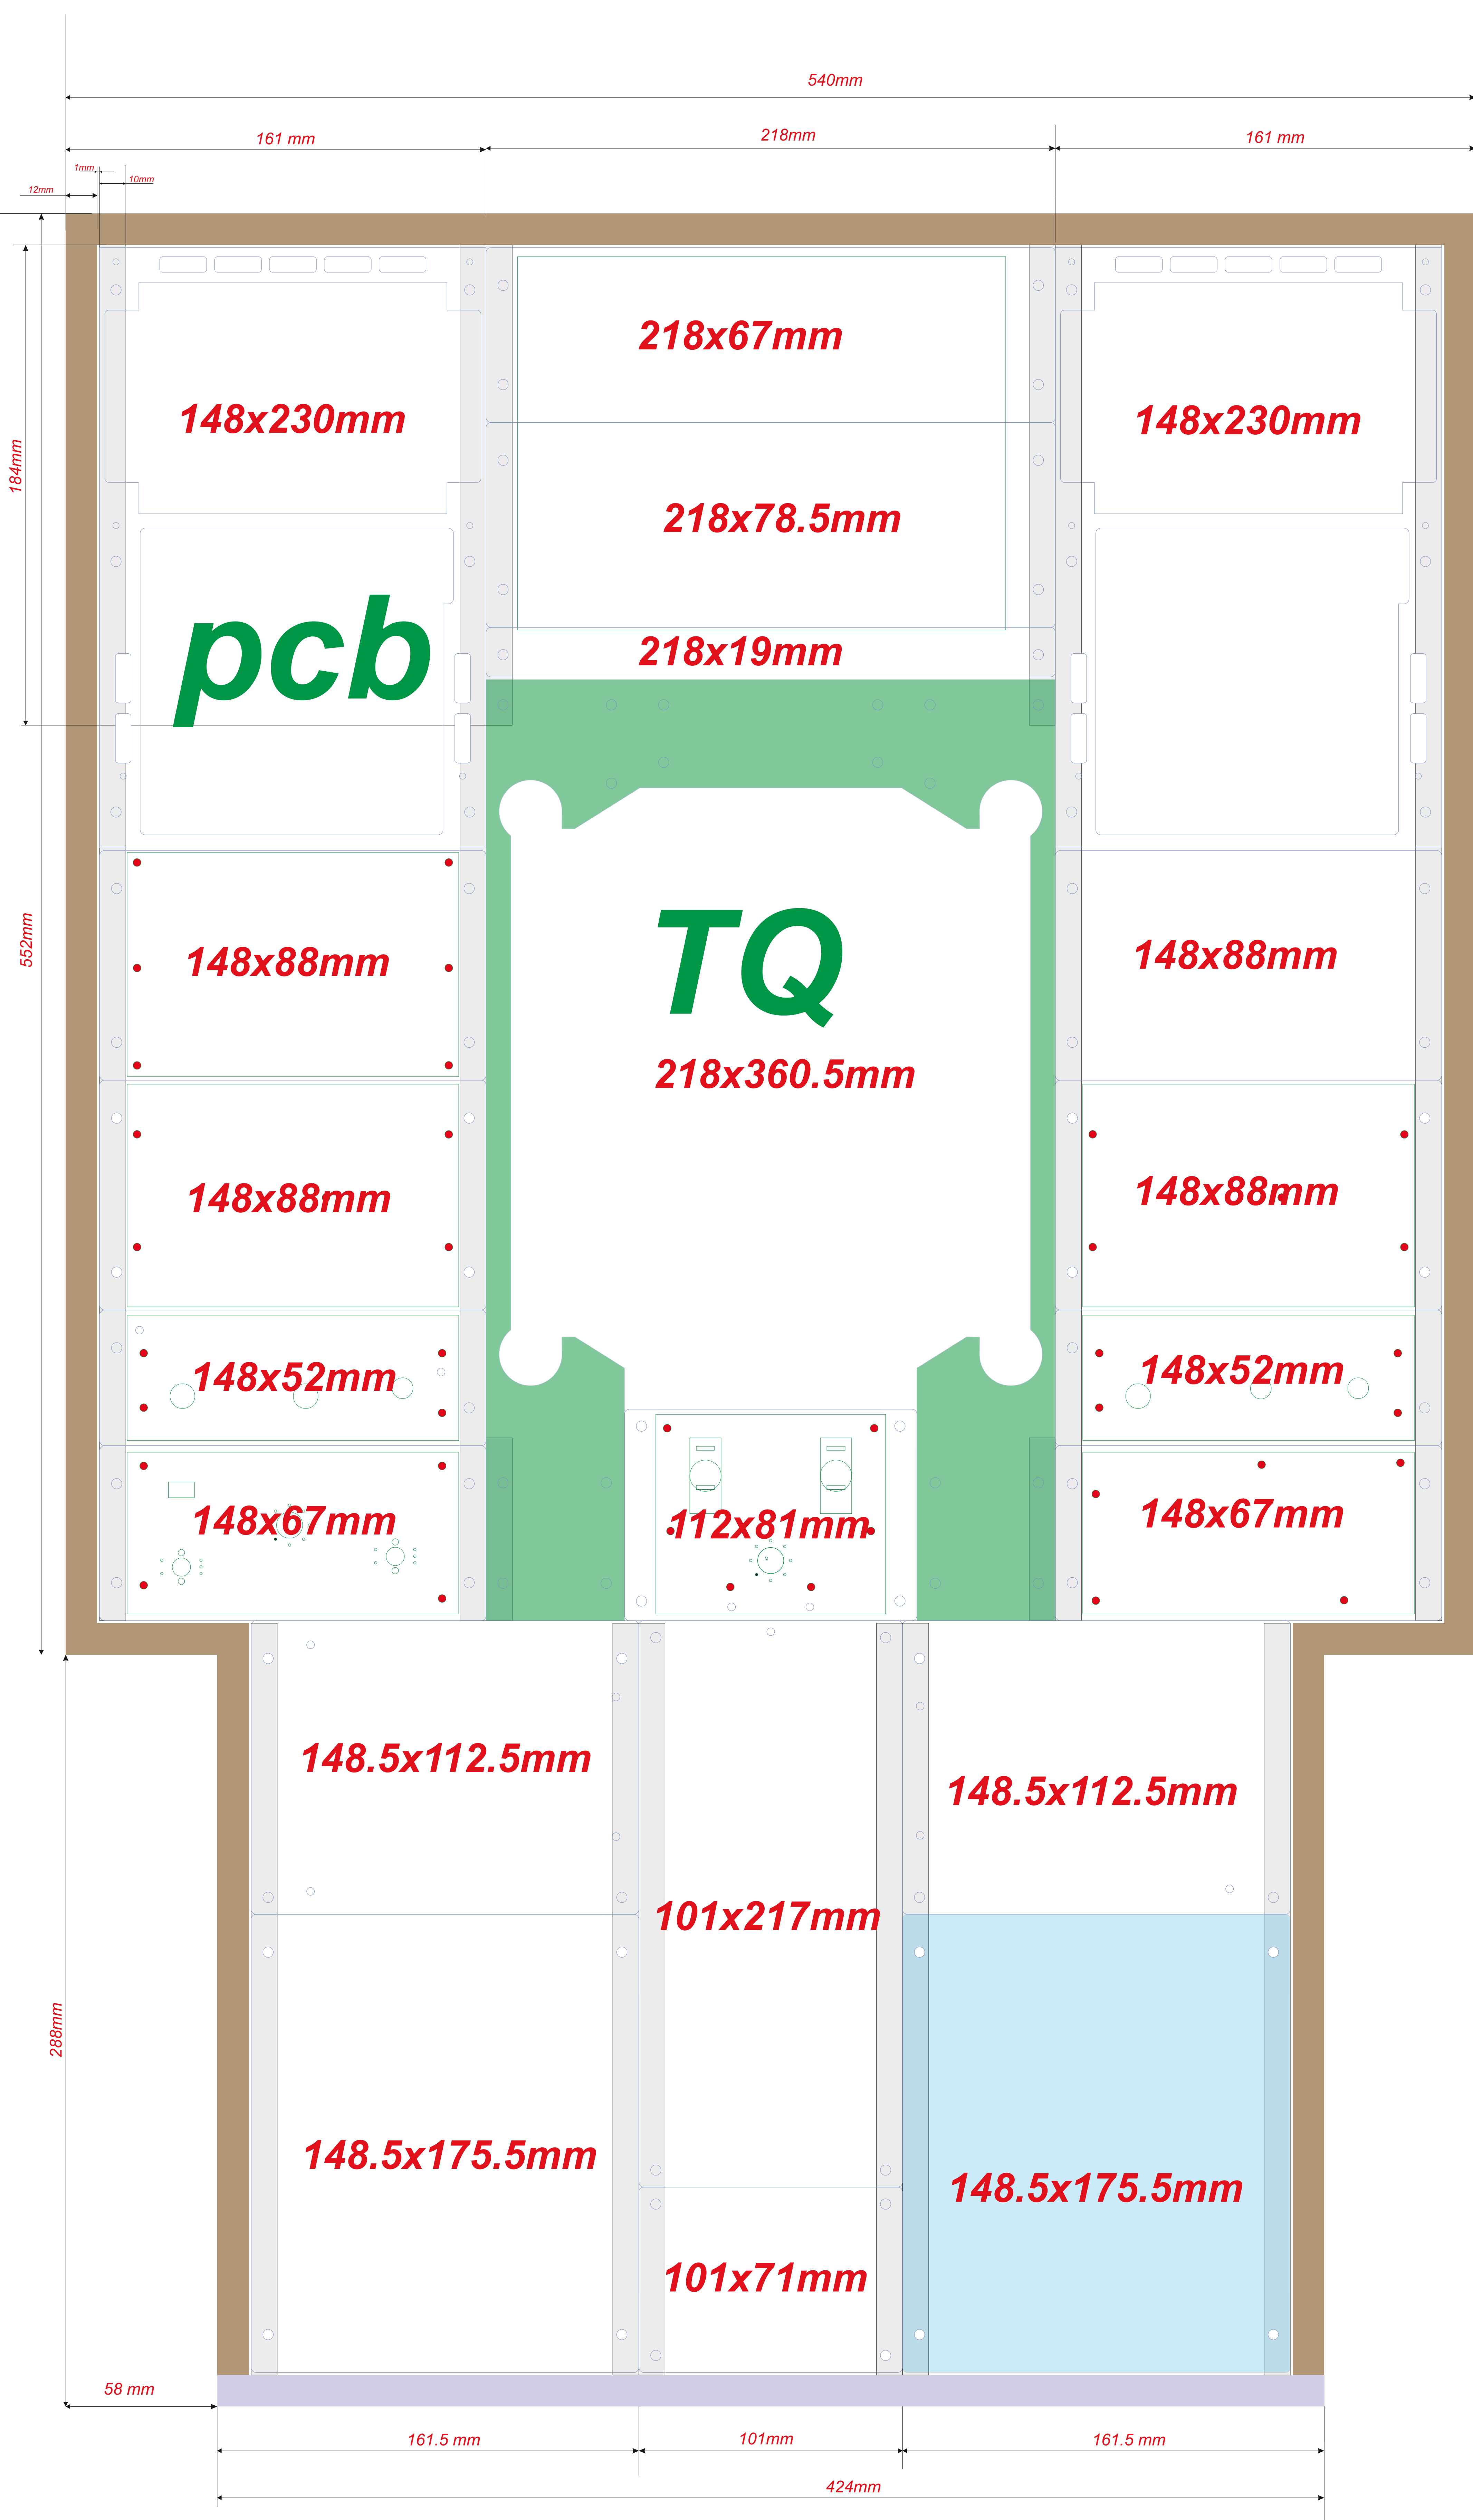 540mm
161 mm
218mm
161 mm
1mm
10mm
12mm
218x67mm
148x230mm
148x230mm
184mm
218x78.5mm
pcb
218x19mm
TQ
552mm
148x88mm
148x88mm
218x360.5mm
148x88mm
148x88mm
148x52mm
148x52mm
148x67mm
112x81mm
148x67mm
148.5x112.5mm
148.5x112.5mm
101x217mm
288mm
148.5x175.5mm
148.5x175.5mm
101x71mm
58 mm
161.5 mm
101mm
161.5 mm
424mm